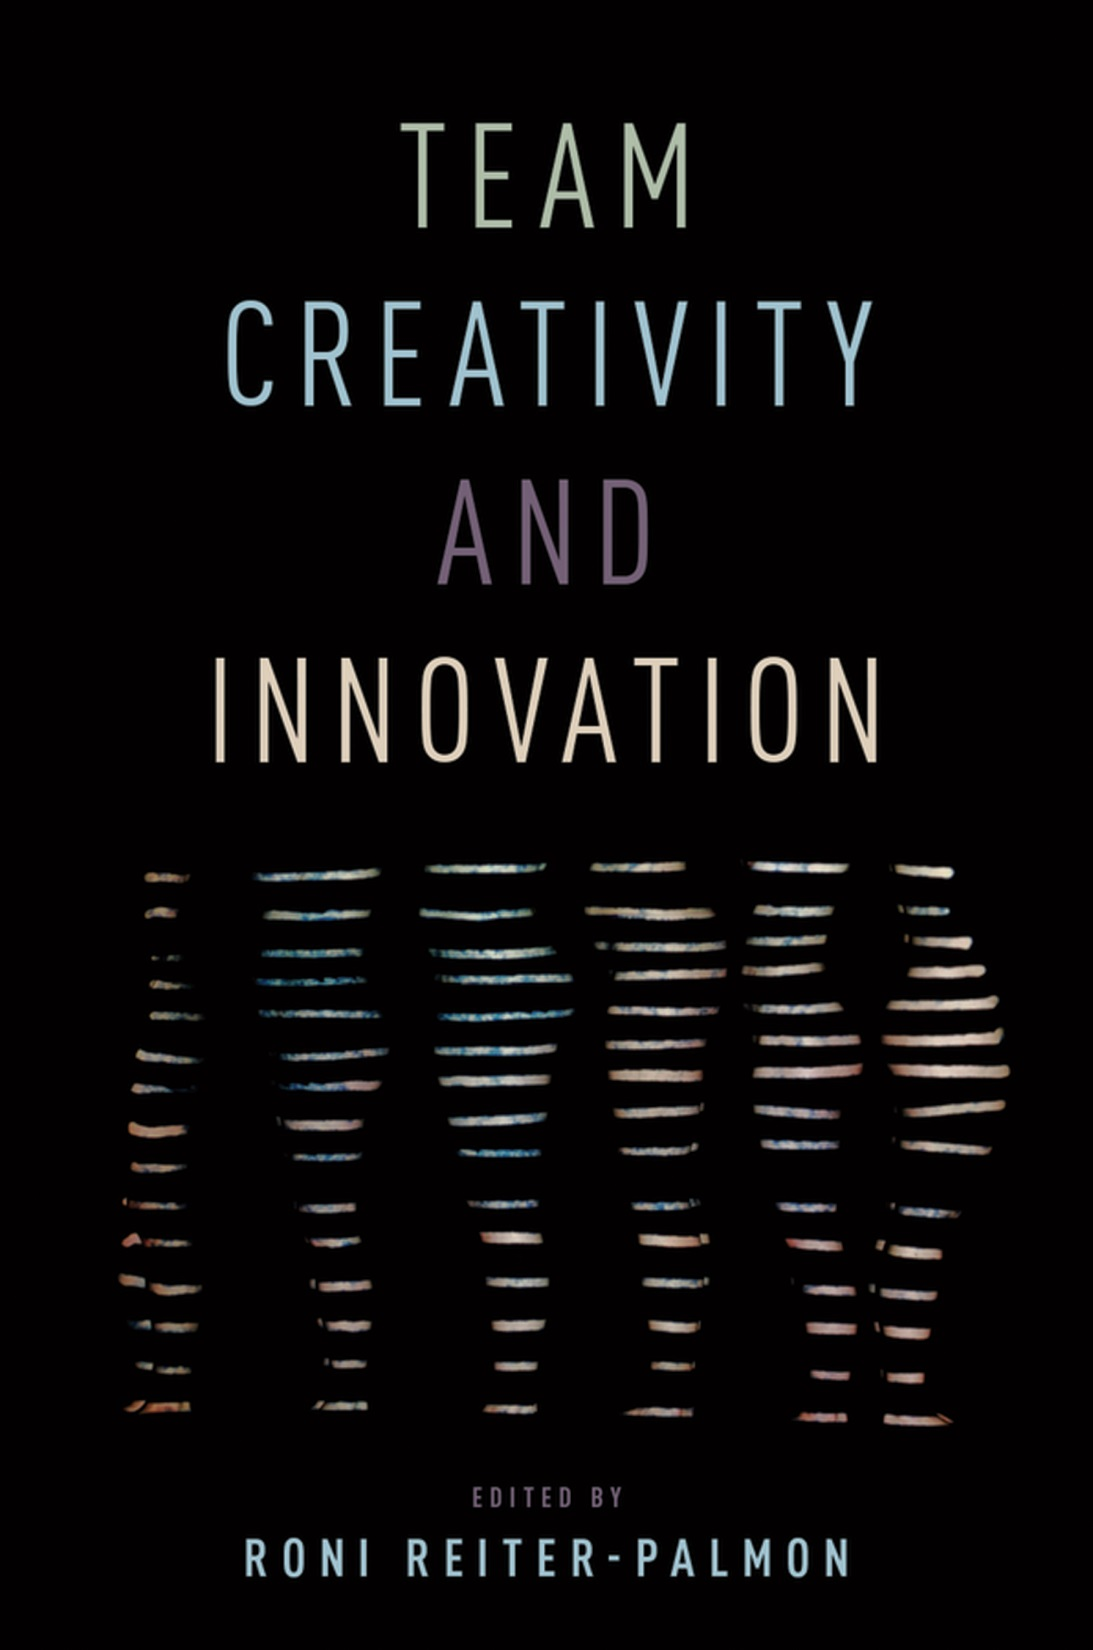 TEAM
CREATIVITY
AND
INNOVATION
EDITED BY
RONI REITER-PALMON